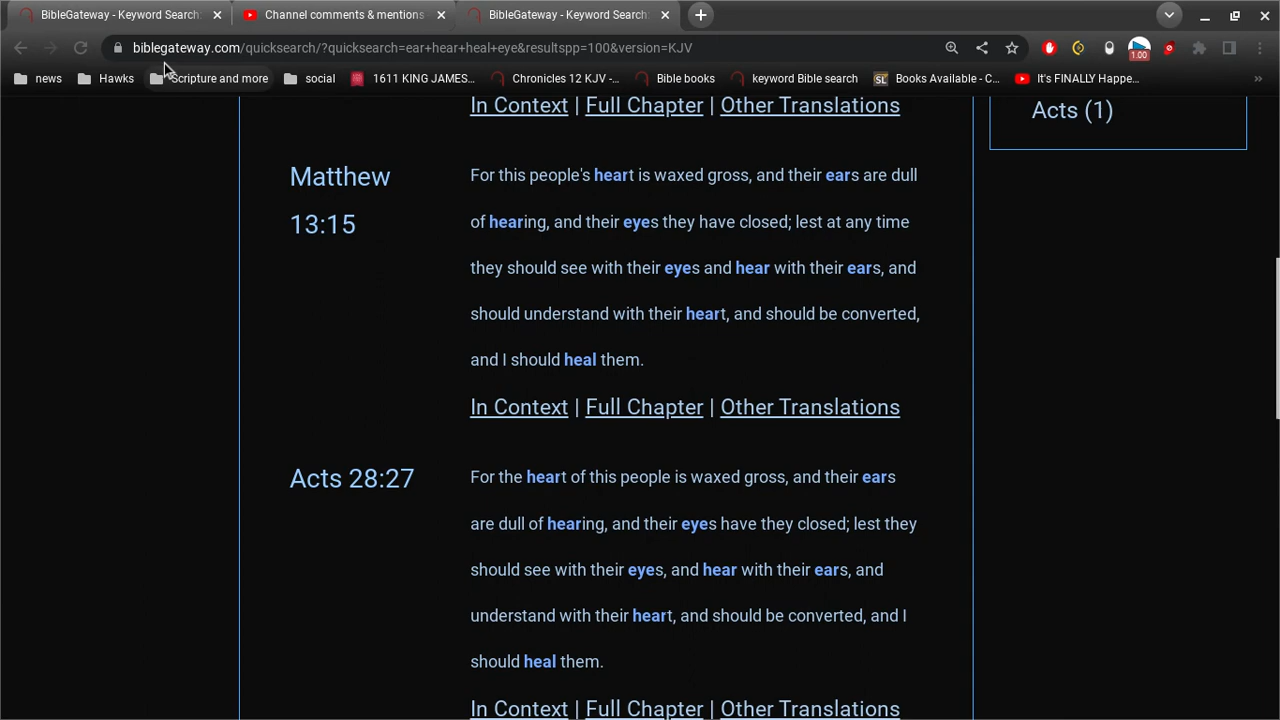 BibleGateway - Keyword Search:
Channel comments & mentions -
BibleGateway - Keyword Search:
biblegateway.com/quicksearch/?quicksearch=ear+hear+heal+eye&resultspp=100&version=KJV
1.00
news
Hawks
Scripture and more
social
1611 KING JAMES...
Chronicles 12 KJV -...
Bible books
keyword Bible search
Books Available - C...
It's FINALLY Happe...
»
In Context | Full Chapter | Other Translations
Acts (1)
Matthew
13:15
For this people's heart is waxed gross, and their ears are dull
of hearing, and their eyes they have closed; lest at any time
they should see with their eyes and hear with their ears, and
should understand with their heart, and should be converted,
and I should heal them.
In Context | Full Chapter | Other Translations
Acts 28:27
For the heart of this people is waxed gross, and their ears
are dull of hearing, and their eyes have they closed; lest they
should see with their eyes, and hear with their ears, and
understand with their heart, and should be converted, and I
should heal them.
In Context | Full Chapter | Other Translations